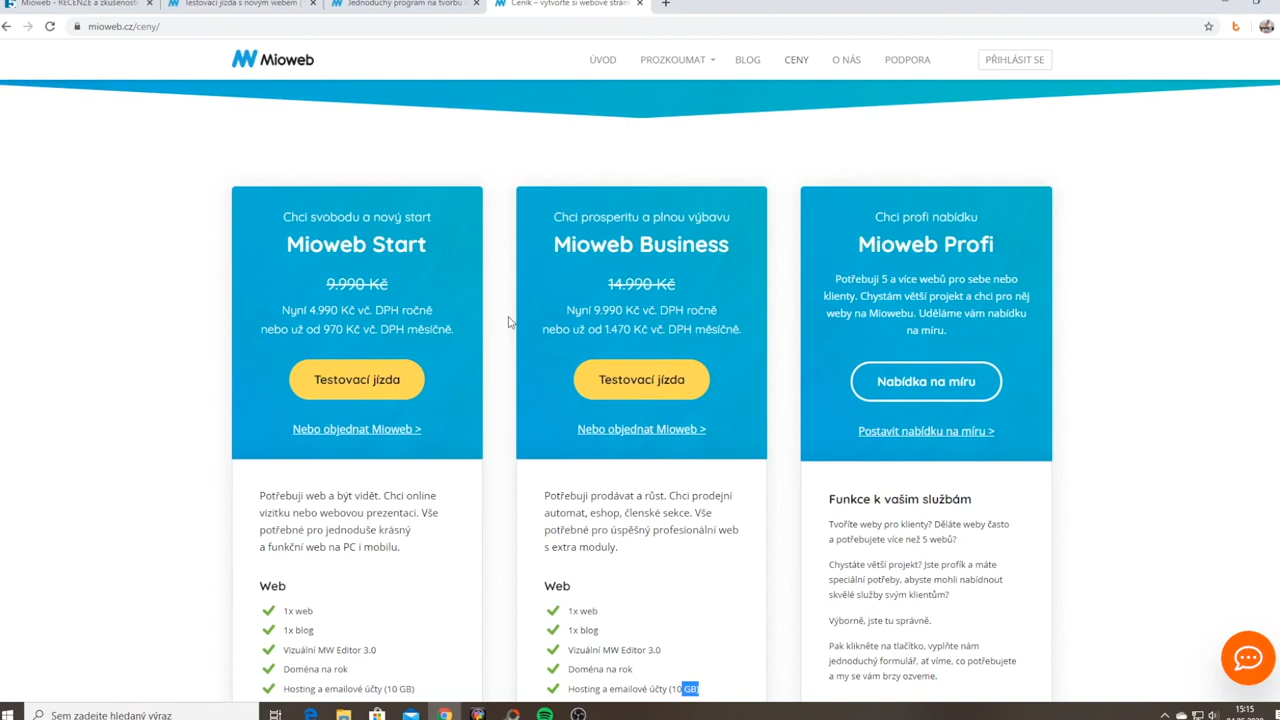 Mioweb - RECENZE a zkušenost
Testovací jízda s novým webem
Jednoduchý program na tvorbu
Ceník – vytvořte si webové strán
mioweb.cz/ceny/
Mioweb
ÚVOD
PROZKOUMAT
BLOG
CENY
O NÁS
PODPORA
PŘIHLÁSIT SE
Chci svobodu a nový start
Mioweb Start
9.990 Kč
Nyní 4.990 Kč vč. DPH ročně
nebo už od 970 Kč vč. DPH měsíčně.
Testovací jízda
Nebo objednat Mioweb >
Potřebuji web a být vidět. Chci online
vizitku nebo webovou prezentaci. Vše
potřebné pro jednoduše krásný
a funkční web na PC i mobilu.
Web
1x web
1x blog
Vizuální MW Editor 3.0
Doména na rok
Hosting a emailové účty (10 GB)
Chci prosperitu a plnou výbavu
Mioweb Business
14.990 Kč
Nyní 9.990 Kč vč. DPH ročně
nebo už od 1.470 Kč vč. DPH měsíčně.
Testovací jízda
Nebo objednat Mioweb >
Potřebuji prodávat a růst. Chci prodejní
automat, eshop, členské sekce. Vše
potřebné pro úspěšný profesionální web
s extra moduly.
Web
1x web
1x blog
Vizuální MW Editor 3.0
Doména na rok
Hosting a emailové účty (10 GB)
Chci profi nabídku
Mioweb Profi
Potřebuji 5 a více webů pro sebe nebo
klienty. Chystám větší projekt a chci pro něj
weby na Miowebu. Uděláme vám nabídku
na míru.
Nabídka na míru
Postavit nabídku na míru >
Funkce k vašim službám
Tvoříte weby pro klienty? Děláte weby často
a potřebujete více než 5 webů?
Chystáte větší projekt? Jste profík a máte
speciální potřeby, abyste mohli nabídnout
skvělé služby svým klientům?
Výborně, jste tu správně.
Pak klikněte na tlačítko, vyplňte nám
jednoduchý formulář, ať víme, co potřebujete
a my se vám brzy ozveme.
Sem zadejte hledaný výraz
15:15